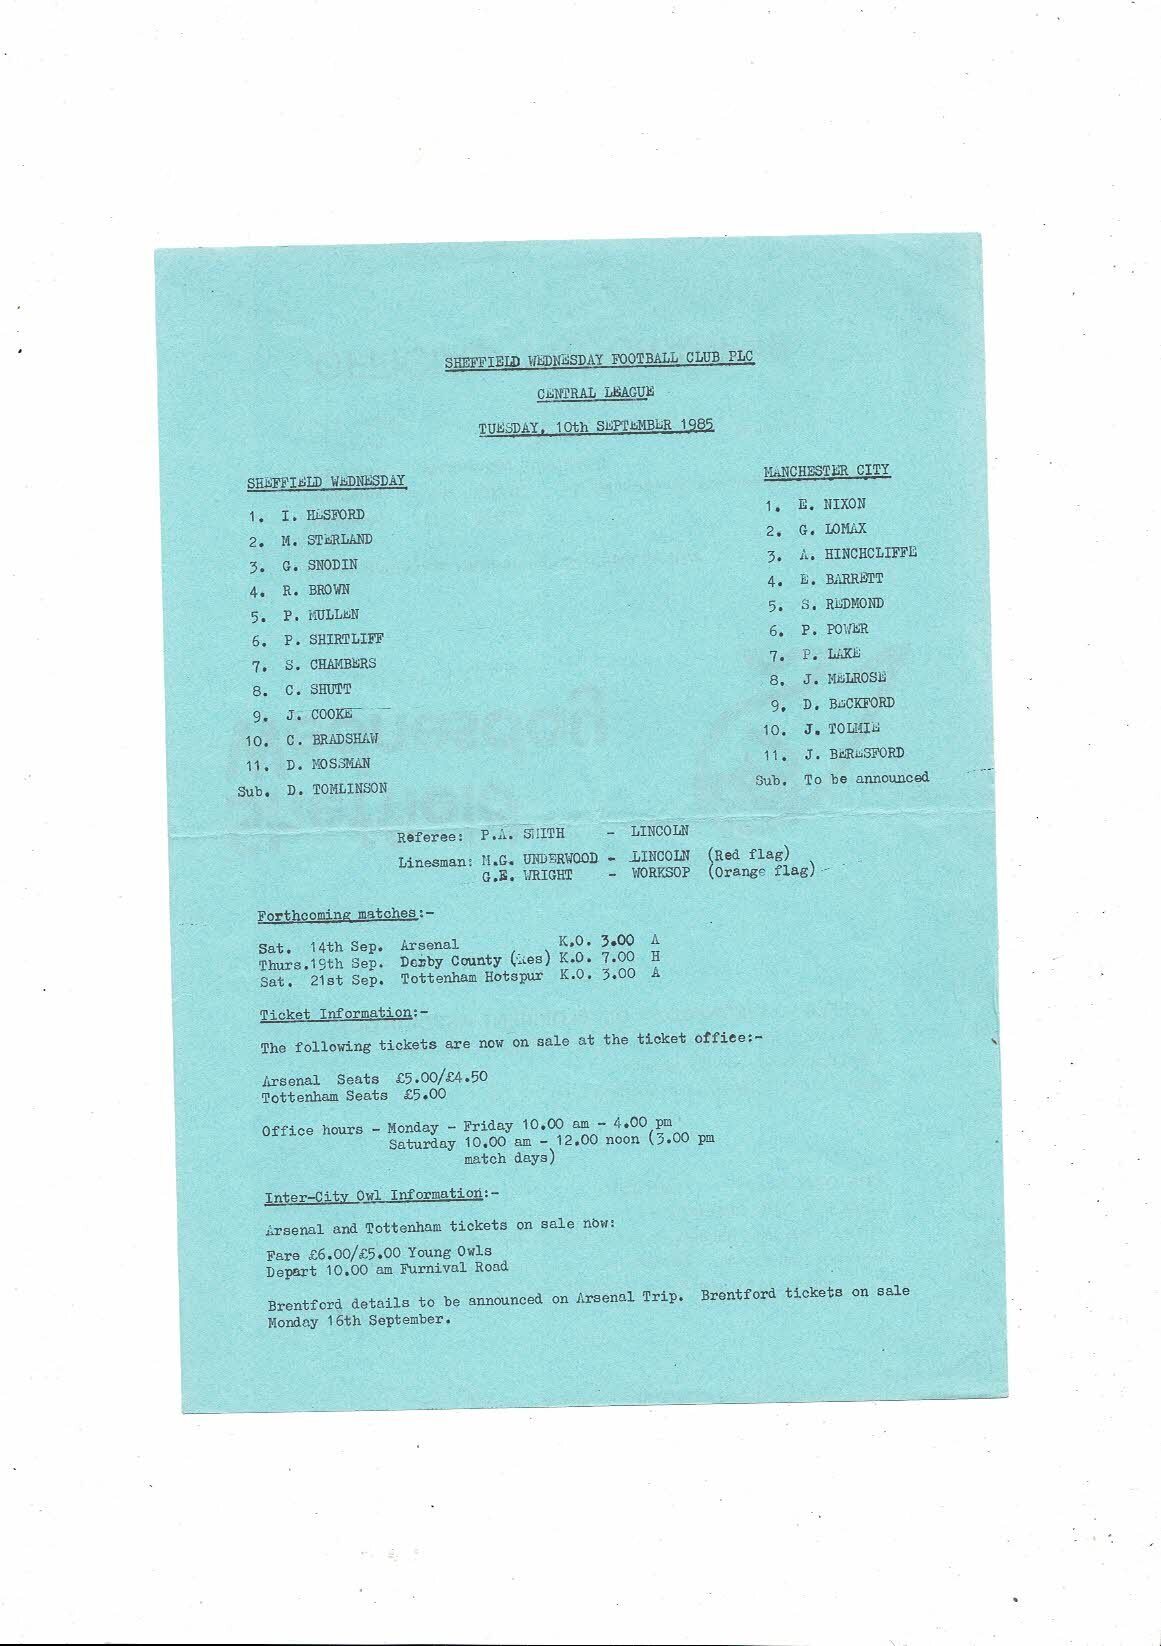 SHEFFIELD WEDNESDAY FOOTBALL CLUB PLC
CENTRAL LEAGUE
TUESDAY, 10th SEPTEMBER 1985
SHEFFIELD WEDNESDAY
1. I. HESFORD
2. M. STERLAND
3. G. SNODIN
4. R. BROWN
5. P. MULLEN
6. P. SHIRTLIFF
7. S. CHAMBERS
8. C. SHUTT
9. J. COOKE
10. C. BRADSHAW
11. D. MOSSMAN
Sub. D. TOMLINSON
MANCHESTER CITY
1. E. NIXON
2. G. LOMAX
3. A. HINCHCLIFFE
4. E. BARRETT
5. S. REDMOND
6. P. POWER
7. P. LAKE
8. J. MELROSE
9. D. BECKFORD
10. J. TOLMIE
11. J. BERESFORD
Sub. To be announced
Referee: P.A. SMITH - LINCOLN
Linesman: M.G. UNDERWOOD - LINCOLN (Red flag)
G.E. WRIGHT - WORKSOP (Orange flag)
Forthcoming matches:-
Sat. 14th Sep. Arsenal K.O. 3.00 A
Thurs.19th Sep. Derby County (Res) K.O. 7.00 H
Sat. 21st Sep. Tottenham Hotspur K.O. 3.00 A
Ticket Information:-
The following tickets are now on sale at the ticket office:-
Arsenal Seats £5.00/£4.50
Tottenham Seats £5.00
Office hours - Monday - Friday 10.00 am - 4.00 pm
Saturday 10.00 am - 12.00 noon (3.00 pm
match days)
Inter-City Owl Information:-
Arsenal and Tottenham tickets on sale now:
Fare £6.00/£5.00 Young Owls
Depart 10.00 am Furnival Road
Brentford details to be announced on Arsenal Trip. Brentford tickets on sale
Monday 16th September.